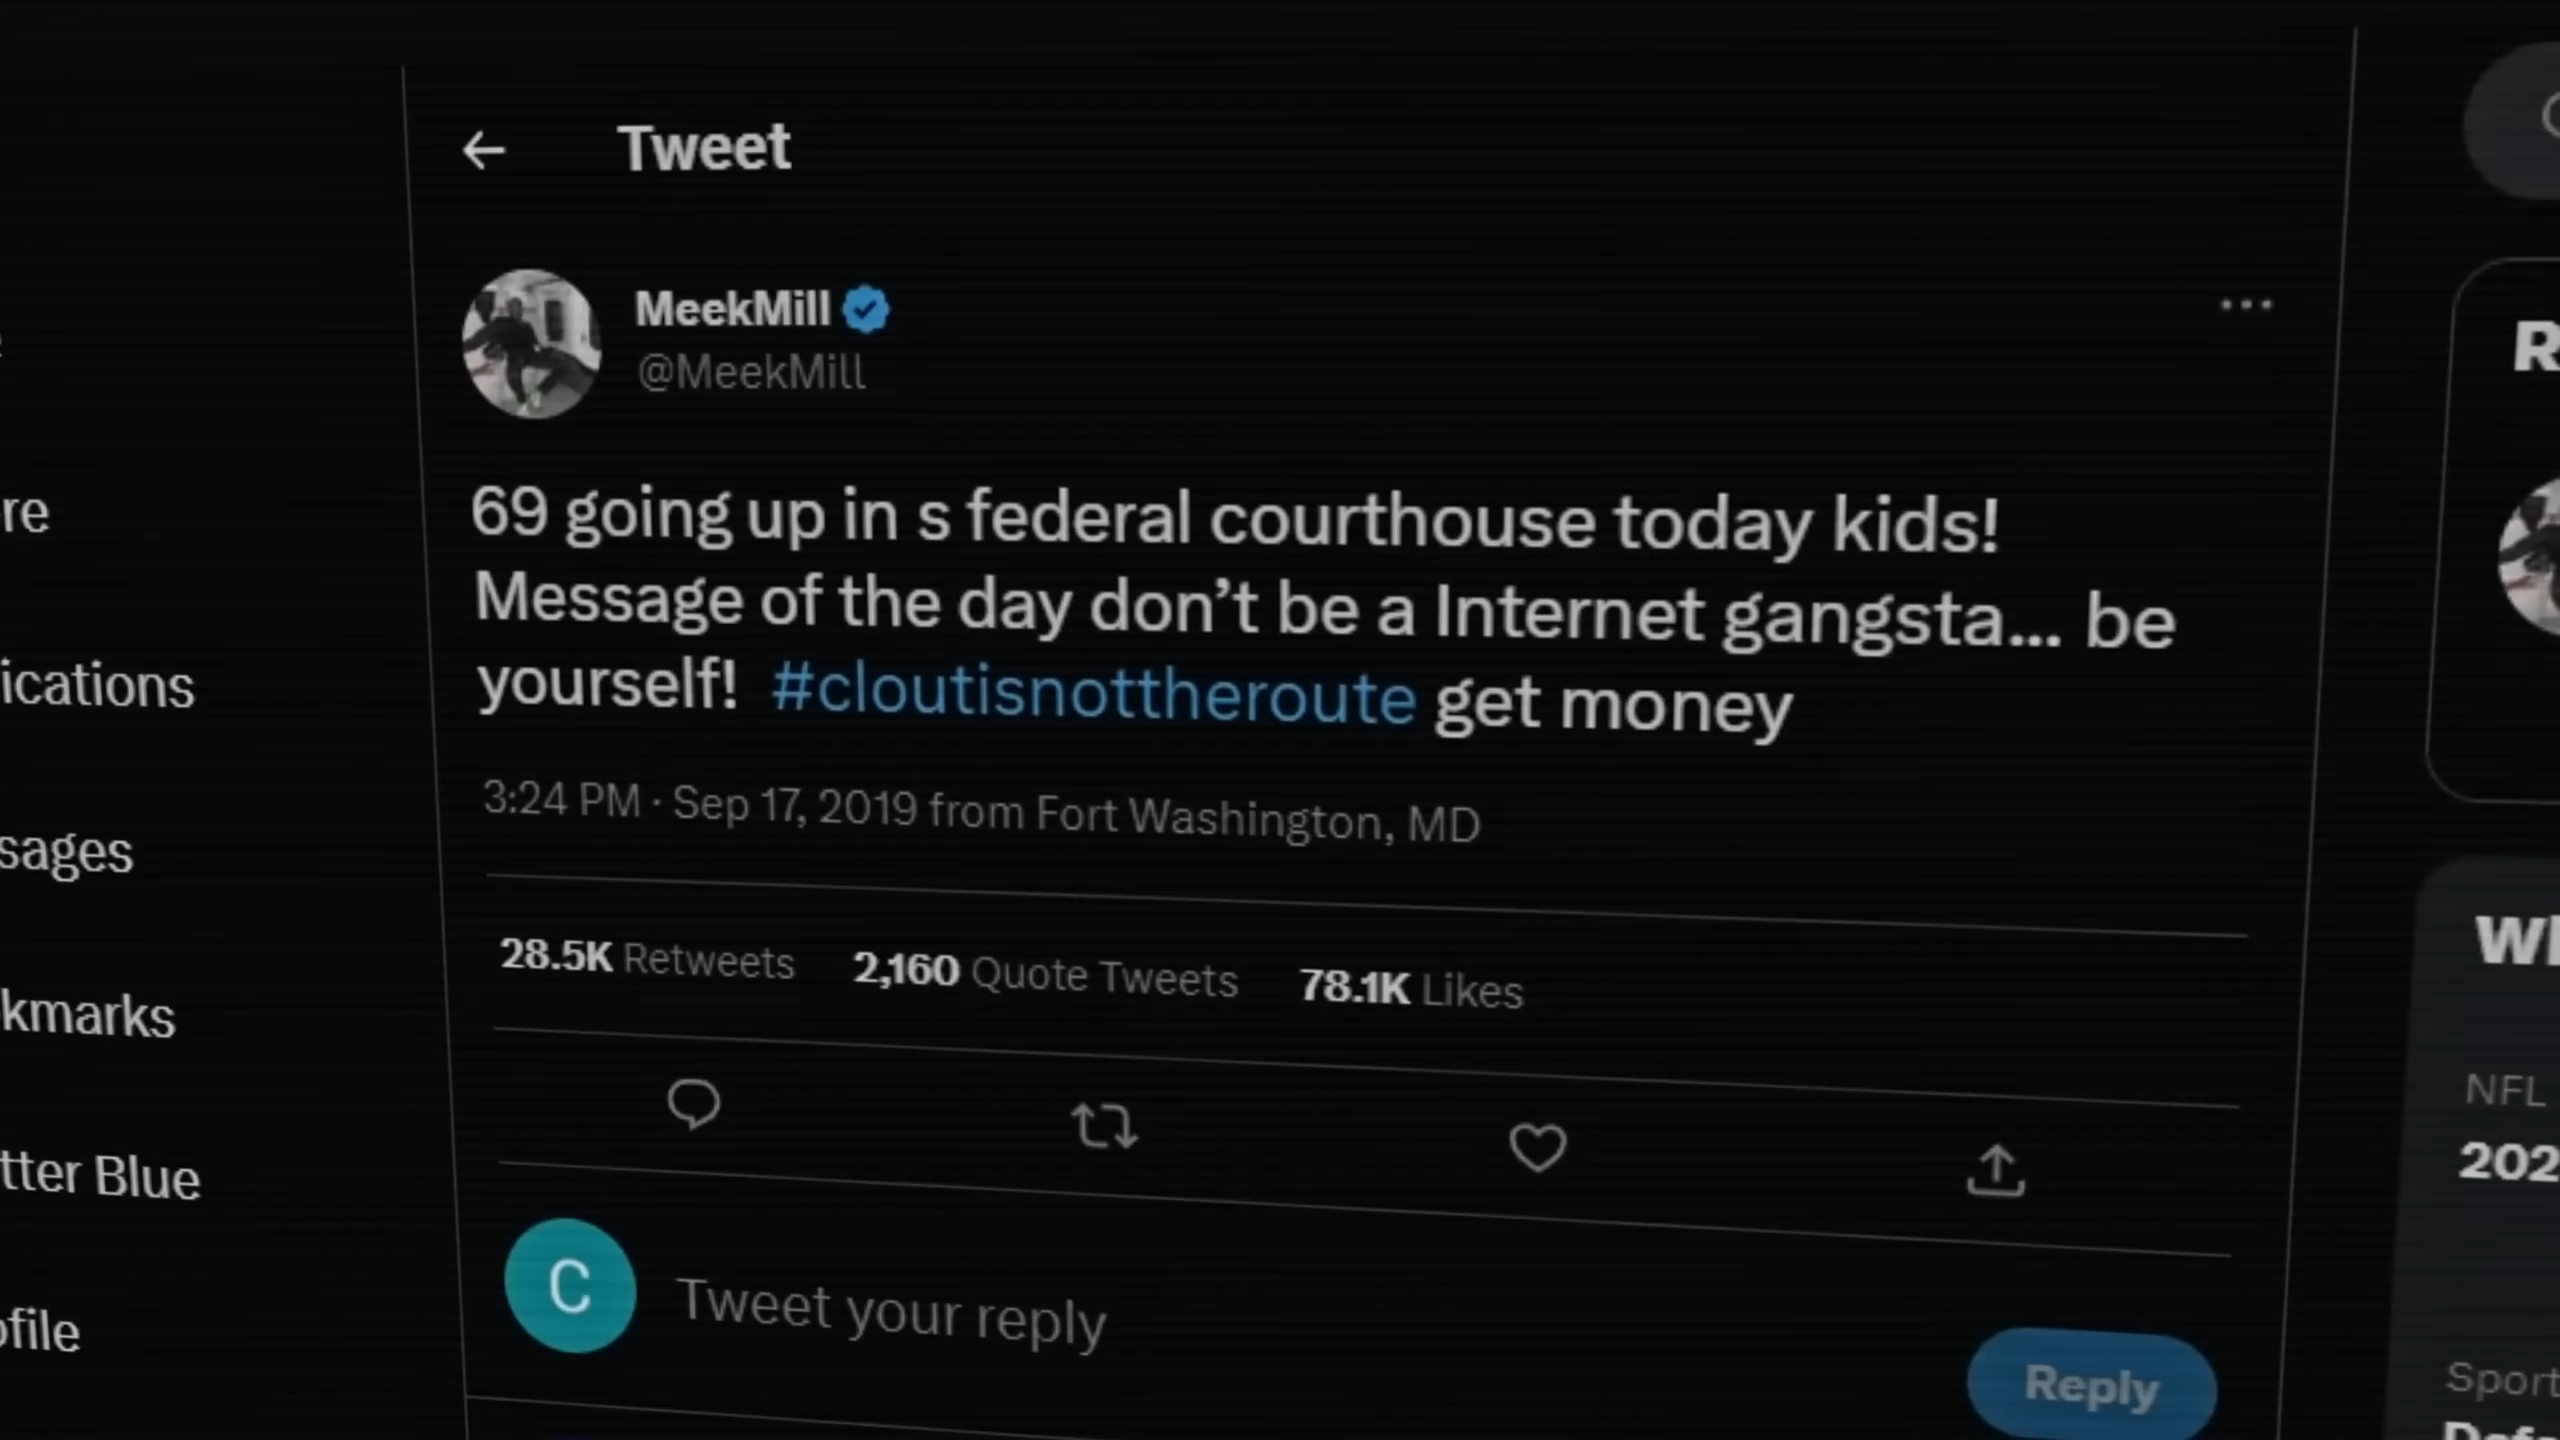 Tweet
MeekMill
@MeekMill
69 going up in s federal courthouse today kids!
Message of the day don’t be a Internet gangsta... be
yourself! #cloutisnottheroute get money
3:24 PM · Sep 17, 2019 from Fort Washington, MD
28.5K Retweets 2,160 Quote Tweets 78.1K Likes
C
Tweet your reply
Reply
re
ications
sages
kmarks
tter Blue
ofile
R
Wh
NFL
202
Sport